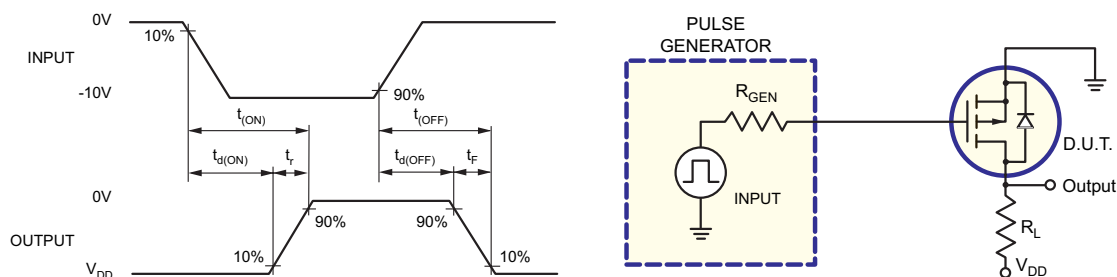 0V
10%
INPUT
-10V
90%
t(ON)
t(OFF)
td(ON)
tr
td(OFF)
tF
0V
90%
90%
OUTPUT
10%
10%
VDD
PULSE
GENERATOR
RGEN
INPUT
D.U.T.
Output
RL
VDD